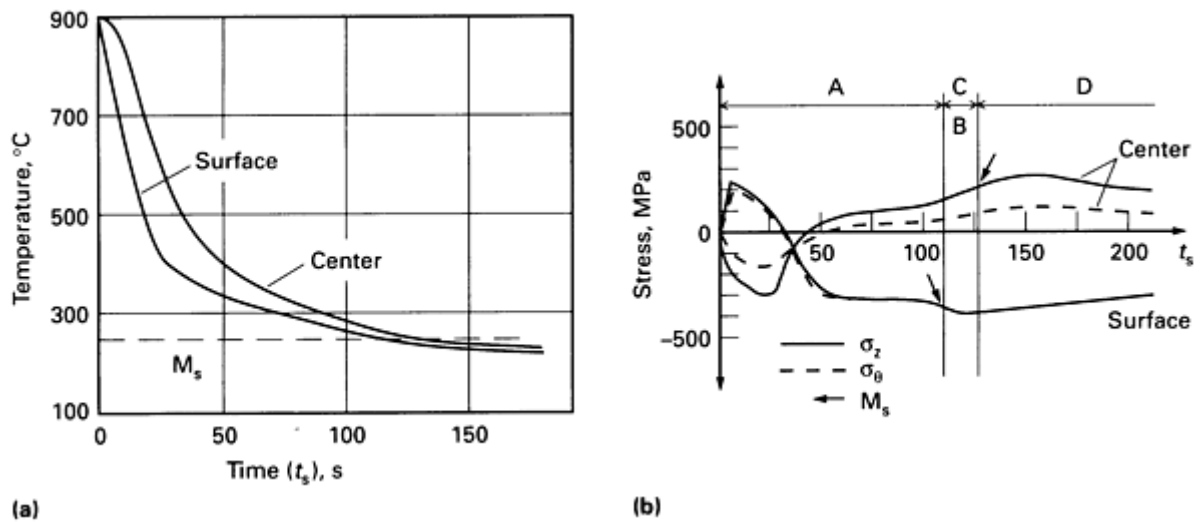 900
700
500
300
100
Temperature, °C
Surface
Center
Ms
0
50
100
150
Time (ts), s
(a)
A
C
D
B
500
0
−500
Stress, MPa
Center
50
100
150
200
ts
Surface
σz
σθ
Ms
(b)